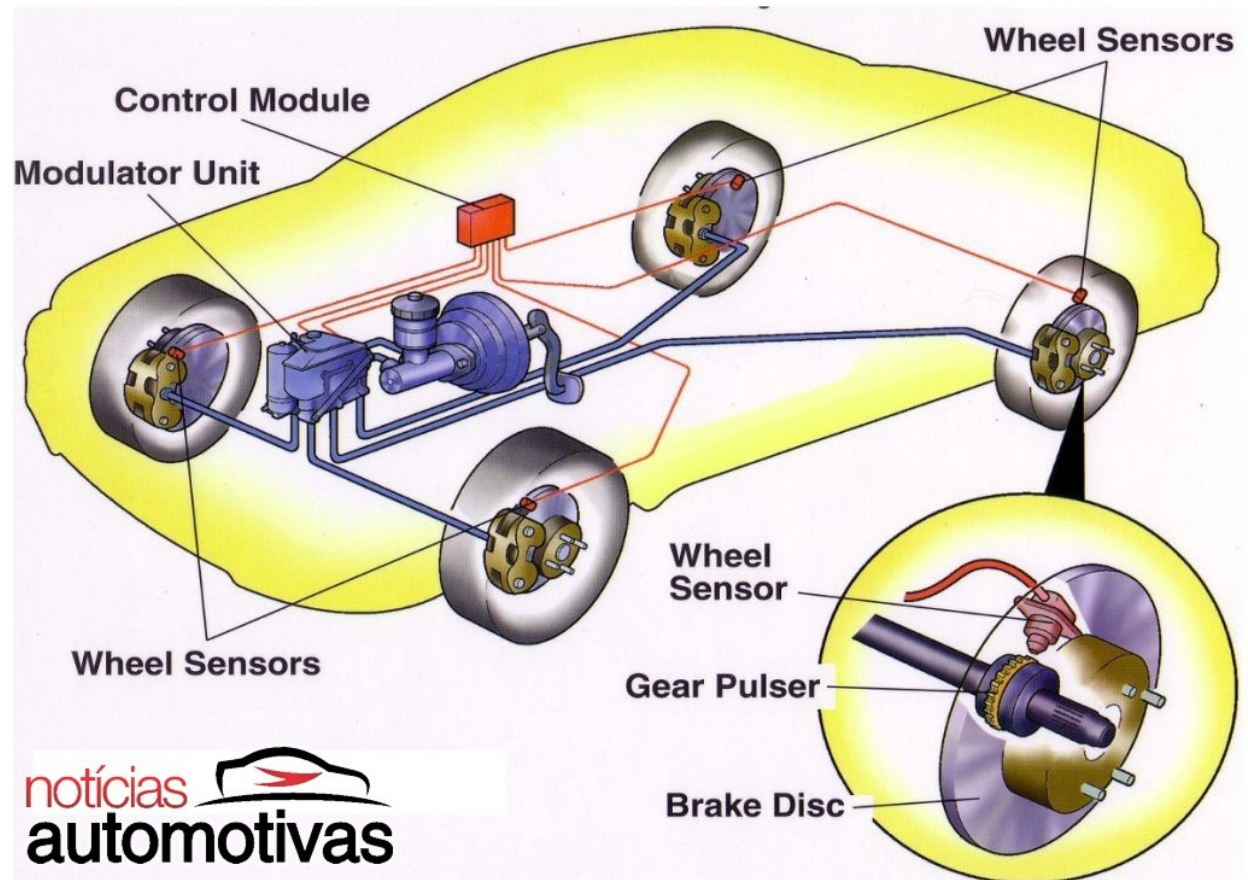 Wheel Sensors
Control Module
Modulator Unit
Wheel
Sensor
Wheel Sensors
Gear Pulser
Brake Disc
notícias
automotivas